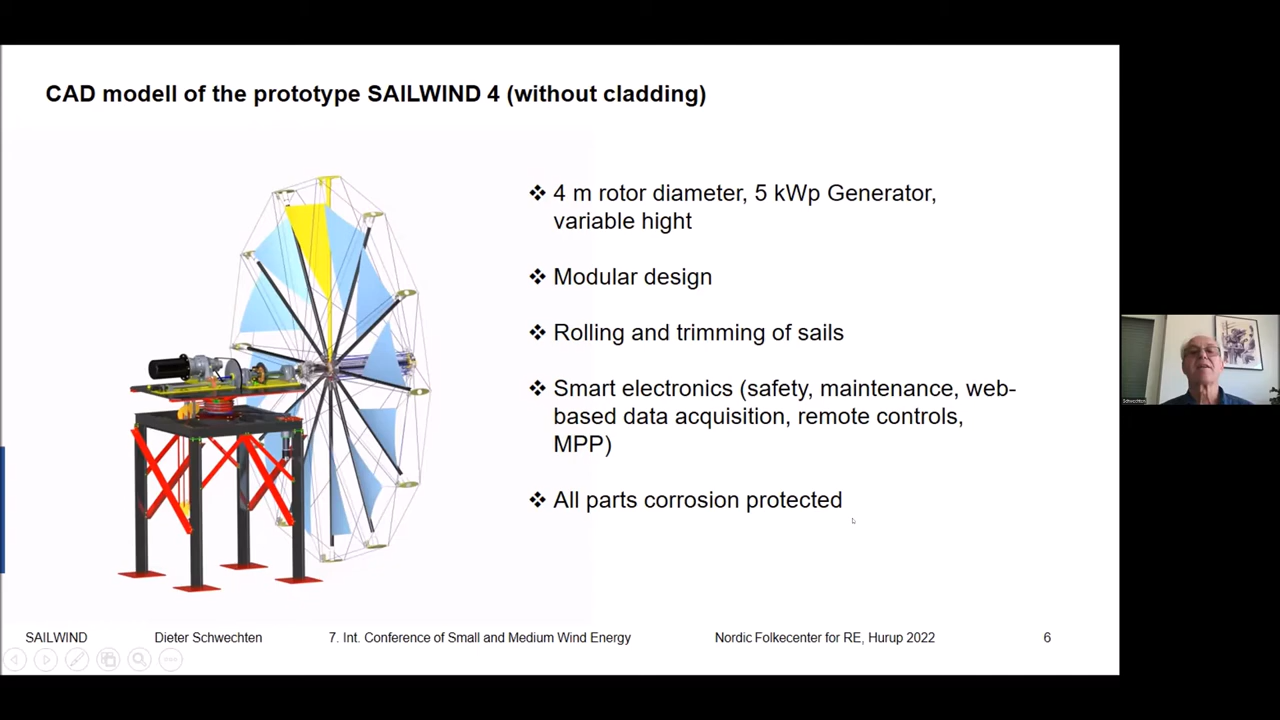 CAD modell of the prototype SAILWIND 4 (without cladding)
❖ 4 m rotor diameter, 5 kWp Generator,
variable hight
❖ Modular design
❖ Rolling and trimming of sails
❖ Smart electronics (safety, maintenance, web-
based data acquisition, remote controls,
MPP)
❖ All parts corrosion protected
Schwechten
SAILWIND Dieter Schwechten 7. Int. Conference of Small and Medium Wind Energy Nordic Folkecenter for RE, Hurup 2022 6